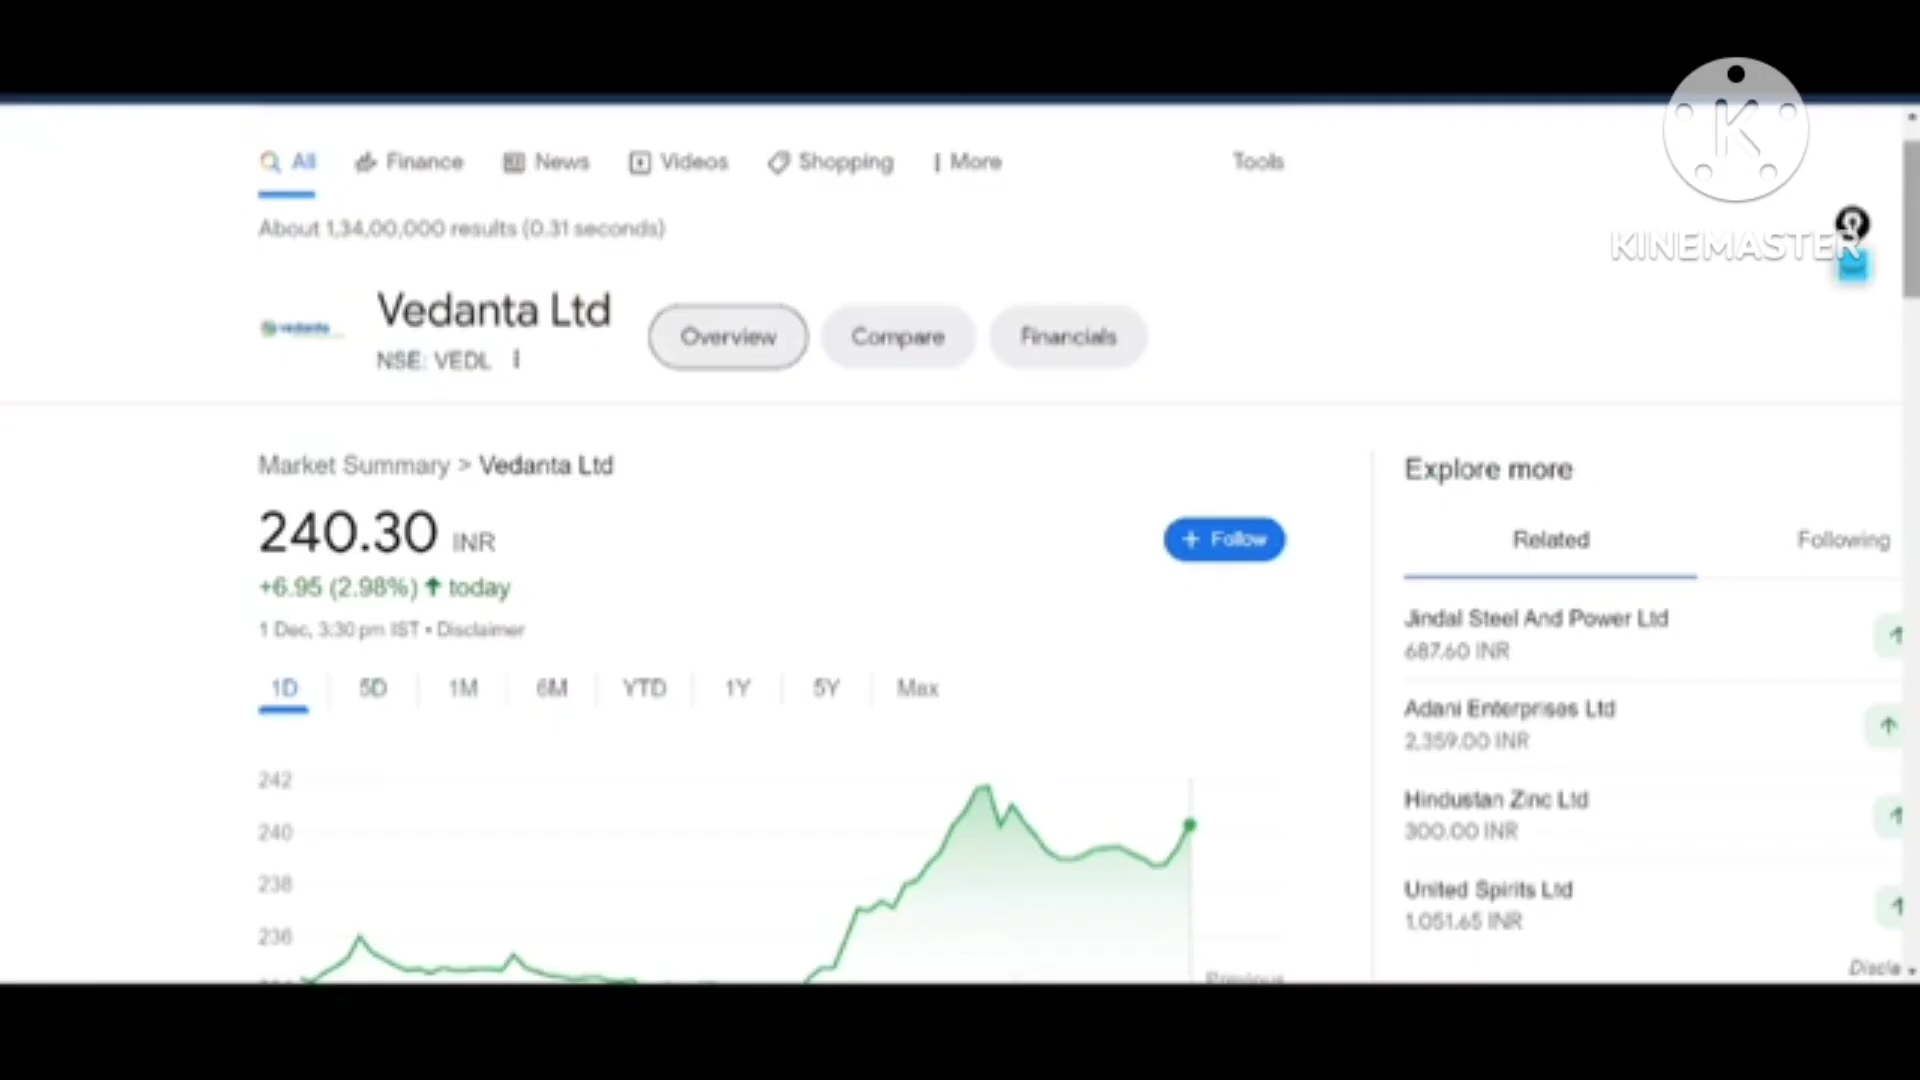 K
KINEMASTER
All Finance News Videos Shopping More Tools
About 1,34,00,000 results (0.31 seconds)
vedanta
Vedanta Ltd
NSE: VEDL
Overview Compare Financials
Market Summary > Vedanta Ltd
240.30 INR
+ Follow
+6.95 (2.98%) ↑ today
1 Dec, 3:30 pm IST • Disclaimer
1D 5D 1M 6M YTD 1Y 5Y Max
242
240
238
236
Previous
Explore more
Related Following
Jindal Steel And Power Ltd
687.60 INR
Adani Enterprises Ltd
2,359.00 INR
Hindustan Zinc Ltd
300.00 INR
United Spirits Ltd
1,051.65 INR
Discla